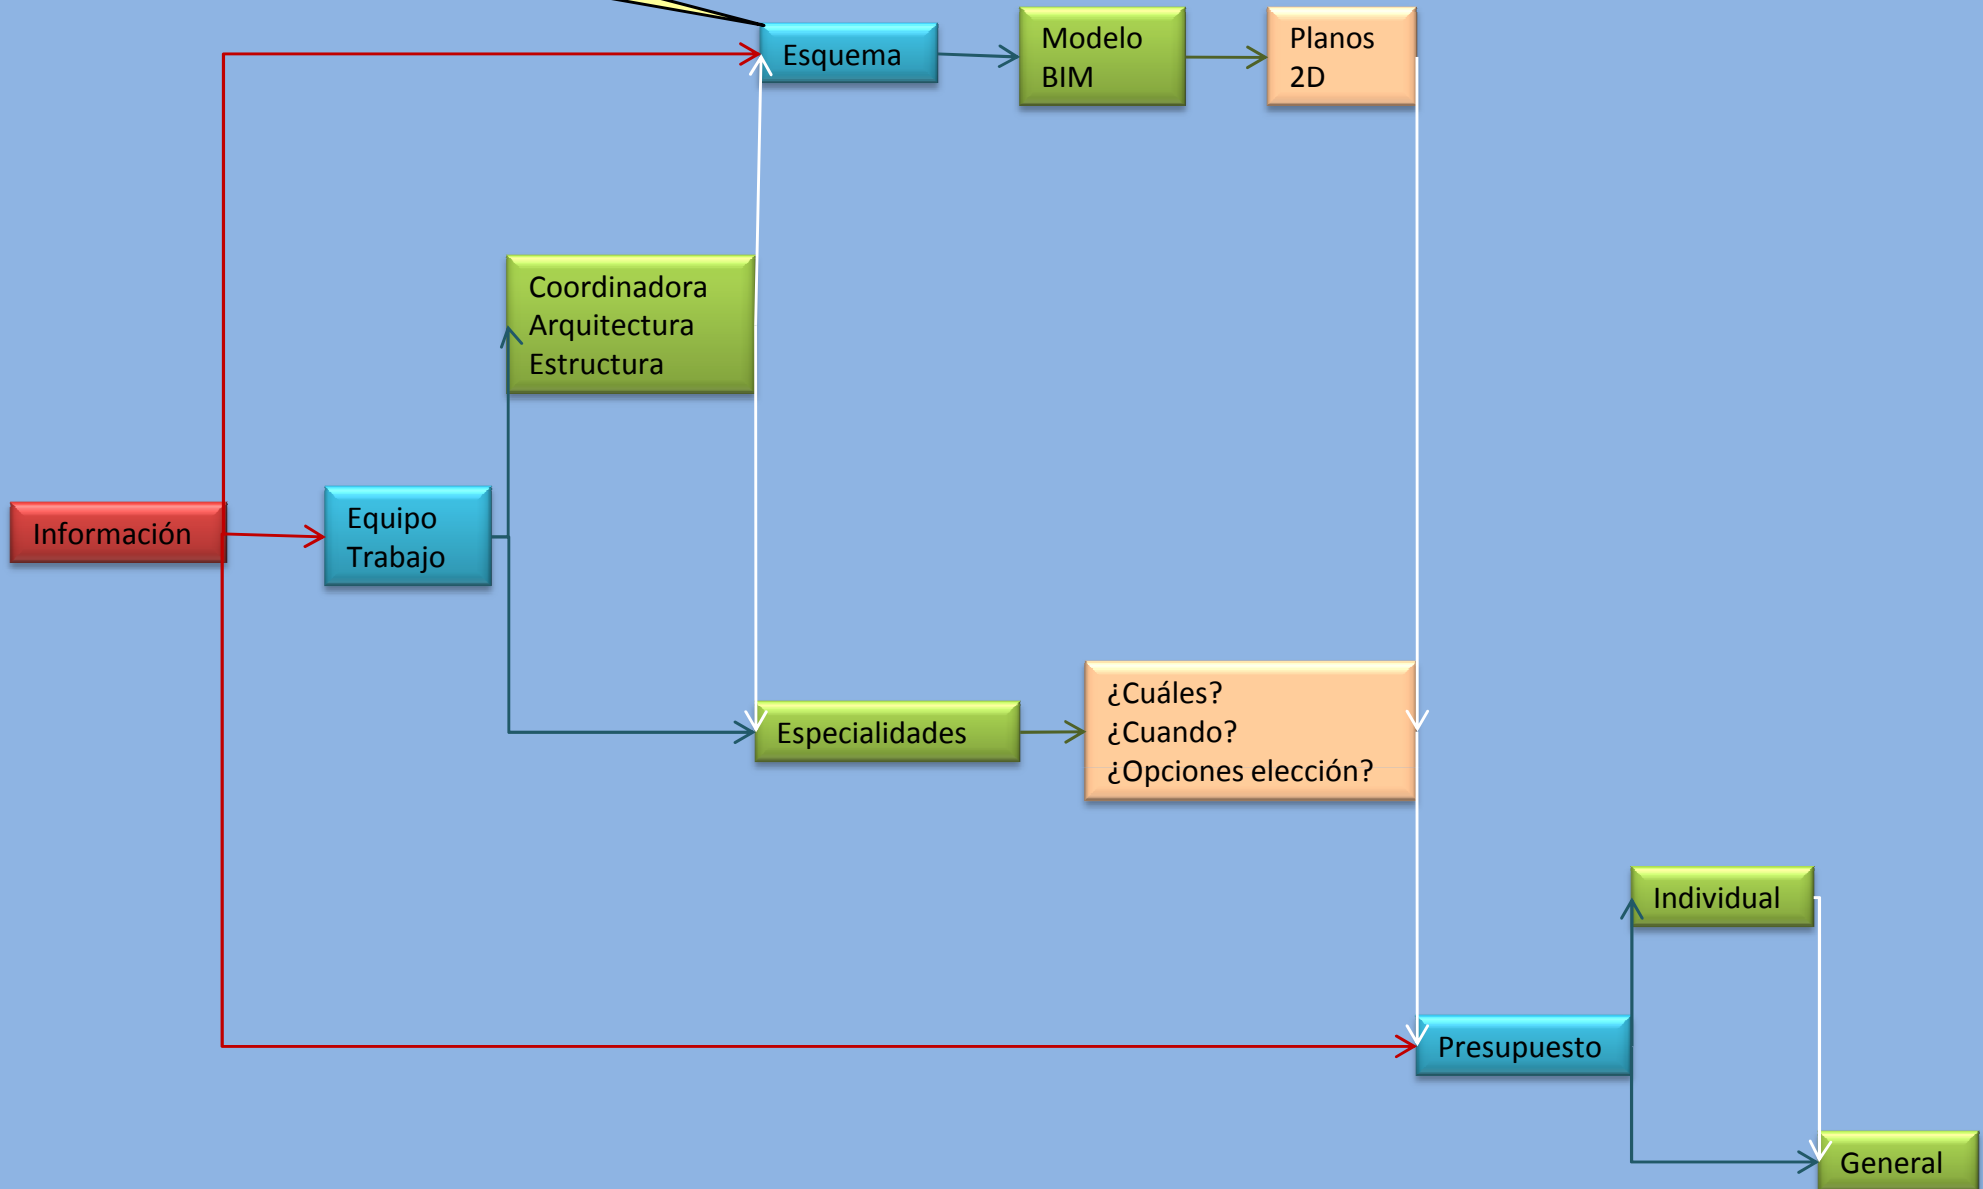 Esquema
Modelo
BIM
Planos
2D
Coordinadora
Arquitectura
Estructura
Información
Equipo
Trabajo
Especialidades
¿Cuáles?
¿Cuando?
¿Opciones elección?
Individual
Presupuesto
General